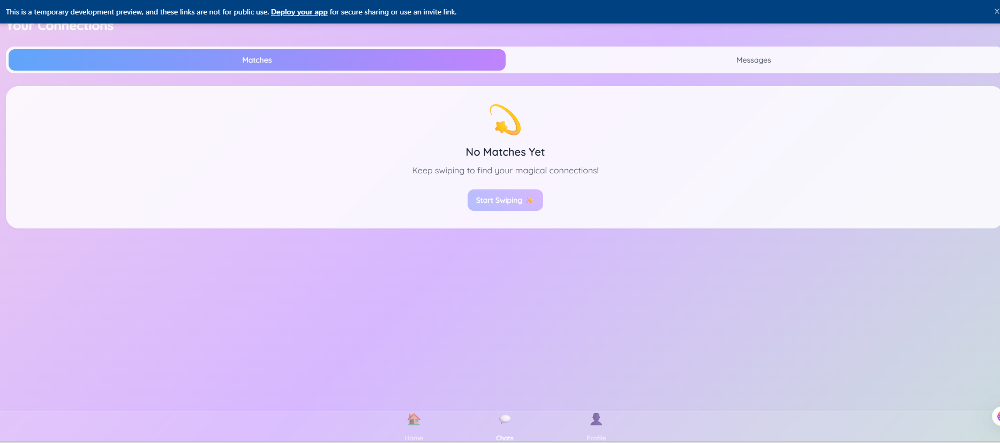 This is a temporary development preview, and these links are not for public use. Deploy your app for secure sharing or use an invite link.
Your Connections
Matches
Messages
No Matches Yet
Keep swiping to find your magical connections!
Start Swiping ✨
Home
Chats
Profile